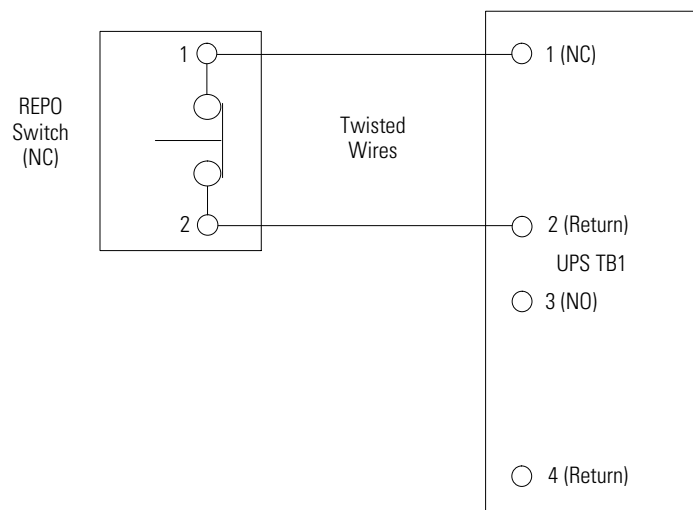 REPO
Switch
(NC)
1
2
Twisted
Wires
1 (NC)
2 (Return)
UPS TB1
3 (NO)
4 (Return)